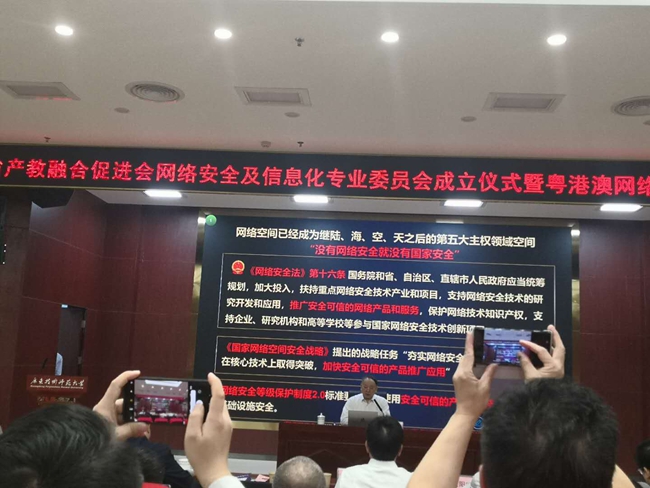 产教融合促进会网络安全及信息化专业委员会成立仪式暨粤港澳网络
网络空间已经成为继陆、海、空、天之后的第五大主权领域空间
“没有网络安全就没有国家安全”
《网络安全法》第十六条 国务院和省、自治区、直辖市人民政府应当统筹
规划，加大投入，扶持重点网络安全技术产业和项目，支持网络安全技术的研
究开发和应用，推广安全可信的网络产品和服务，保护网络技术知识产权，支
持企业、研究机构和高等学校等参与国家网络安全技术创新
《国家网络空间安全战略》提出的战略任务“夯实网络安全
在核心技术上取得突破，加快安全可信的产品推广应用”
网络安全等级保护制度2.0标准 使用安全可信的产
基础设施安全。
广东技术师范大学